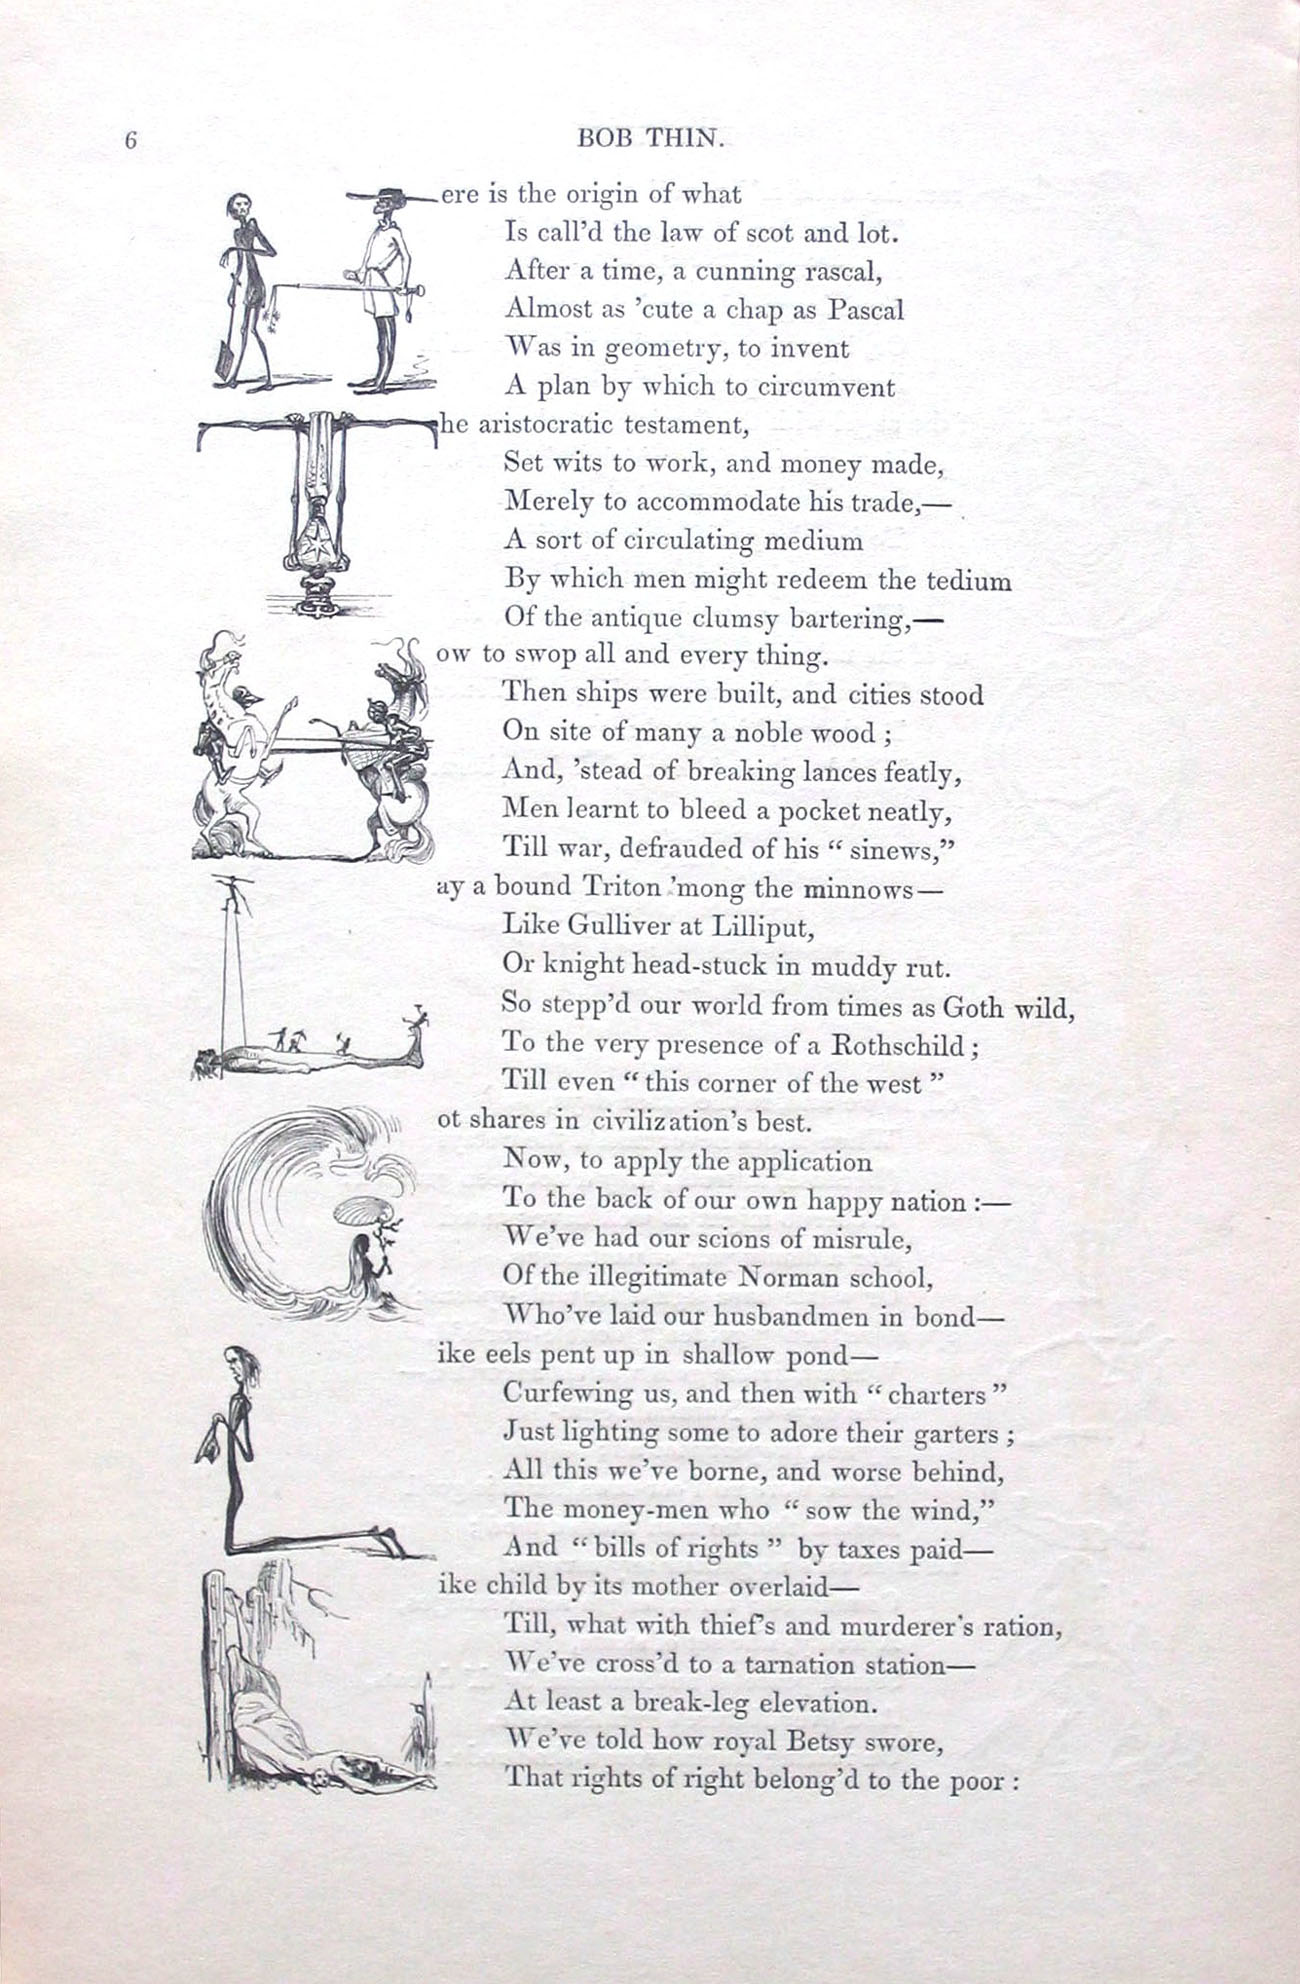 6
BOB THIN.
Here is the origin of what
Is call'd the law of scot and lot.
After a time, a cunning rascal,
Almost as 'cute a chap as Pascal
Was in geometry, to invent
A plan by which to circumvent
The aristocratic testament,
Set wits to work, and money made,
Merely to accommodate his trade,—
A sort of circulating medium
By which men might redeem the tedium
Of the antique clumsy bartering,—
How to swop all and every thing.
Then ships were built, and cities stood
On site of many a noble wood ;
And, 'stead of breaking lances featly,
Men learnt to bleed a pocket neatly,
Till war, defrauded of his “ sinews,”
Lay a bound Triton 'mong the minnows—
Like Gulliver at Lilliput,
Or knight head-stuck in muddy rut.
So stepp'd our world from times as Goth wild,
To the very presence of a Rothschild ;
Till even “ this corner of the west ”
Got shares in civilization's best.
Now, to apply the application
To the back of our own happy nation :—
We've had our scions of misrule,
Of the illegitimate Norman school,
Who've laid our husbandmen in bond—
Like eels pent up in shallow pond—
Curfewing us, and then with “ charters ”
Just lighting some to adore their garters ;
All this we've borne, and worse behind,
The money-men who “ sow the wind,”
And “ bills of rights ” by taxes paid—
Like child by its mother overlaid—
Till, what with thief's and murderer's ration,
We've cross'd to a tarnation station—
At least a break-leg elevation.
We've told how royal Betsy swore,
That rights of right belong'd to the poor :